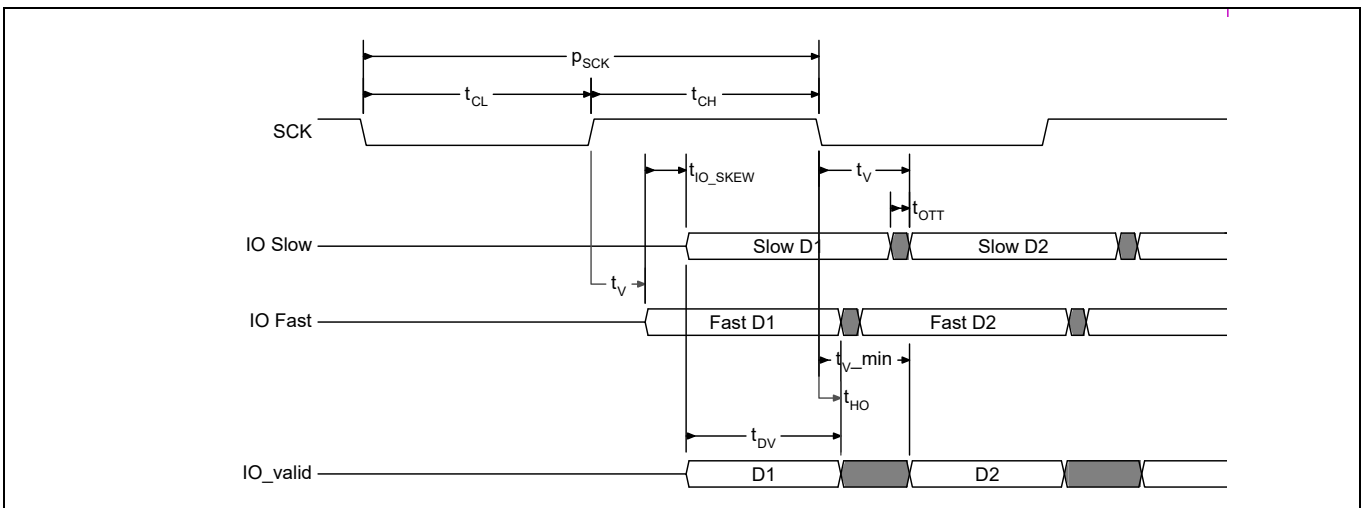 pSCK
tCL
tCH
SCK
tIO_SKEW
tV
tOTT
IO Slow
Slow D1
Slow D2
tV
IO Fast
Fast D1
Fast D2
tV_min
tHO
tDV
IO_valid
D1
D2